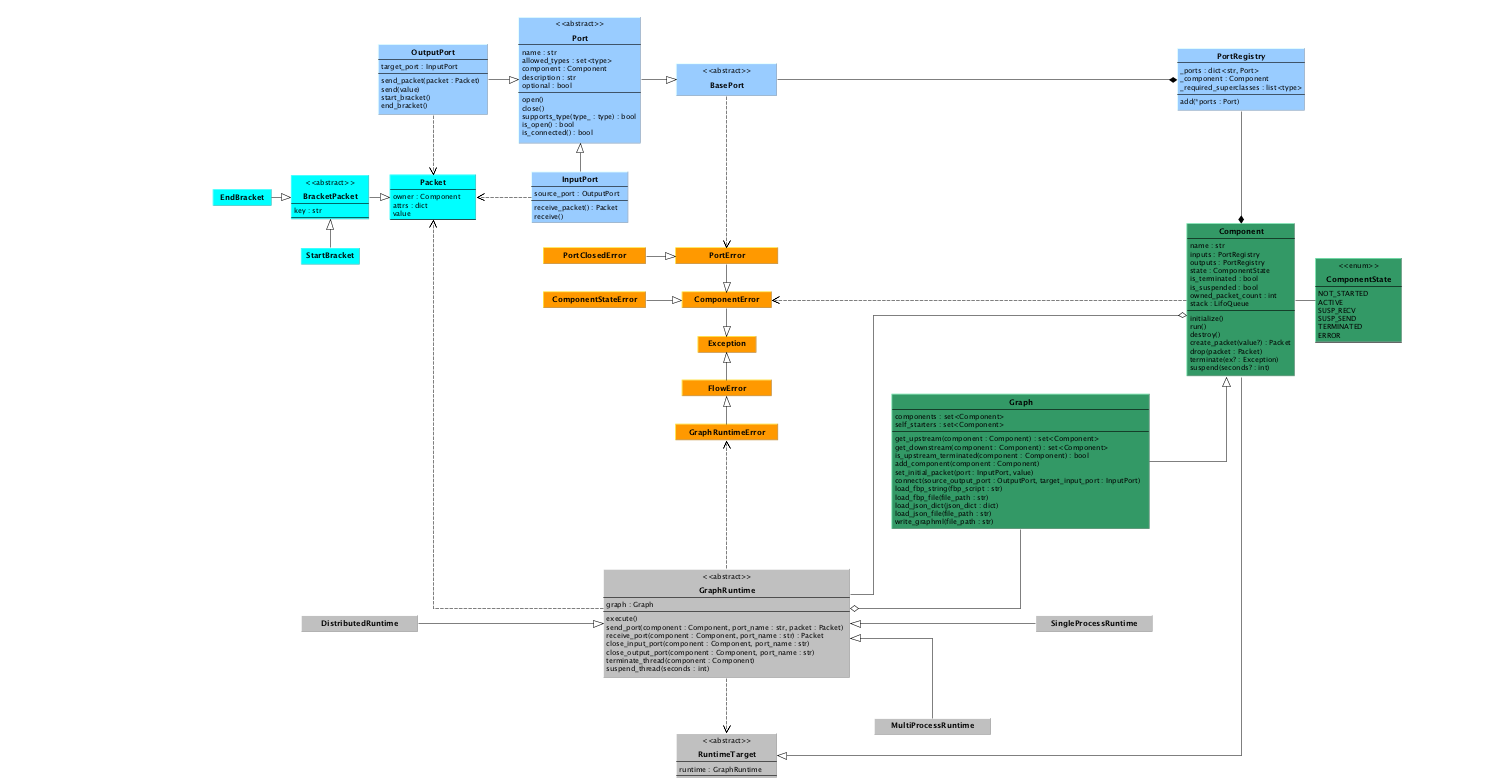 <<abstract>>
Port
name : str
allowed_types : set<type>
component : Component
description : str
optional : bool
open()
close()
supports_type(type_ : type) : bool
is_open() : bool
is_connected() : bool
OutputPort
target_port : InputPort
send_packet(packet : Packet)
send(value)
start_bracket()
end_bracket()
<<abstract>>
BasePort
PortRegistry
_ports : dict<str, Port>
_component : Component
_required_superclasses : list<type>
add(*ports : Port)
EndBracket
<<abstract>>
BracketPacket
key : str
Packet
owner : Component
attrs : dict
value
InputPort
source_port : OutputPort
receive_packet() : Packet
receive()
StartBracket
PortClosedError
PortError
ComponentStateError
ComponentError
Exception
FlowError
GraphRuntimeError
Component
name : str
inputs : PortRegistry
outputs : PortRegistry
state : ComponentState
is_terminated : bool
is_suspended : bool
owned_packet_count : int
stack : LifoQueue
initialize()
run()
destroy()
create_packet(value?) : Packet
drop(packet : Packet)
terminate(ex? : Exception)
suspend(seconds? : int)
<<enum>>
ComponentState
NOT_STARTED
ACTIVE
SUSP_RECV
SUSP_SEND
TERMINATED
ERROR
Graph
components : set<Component>
self_starters : set<Component>
get_upstream(component : Component) : set<Component>
get_downstream(component : Component) : set<Component>
is_upstream_terminated(component : Component) : bool
add_component(component : Component)
set_initial_packet(port : InputPort, value)
connect(source_output_port : OutputPort, target_input_port : InputPort)
load_fbp_string(fbp_script : str)
load_fbp_file(file_path : str)
load_json_dict(json_dict : dict)
load_json_file(file_path : str)
write_graphml(file_path : str)
<<abstract>>
GraphRuntime
graph : Graph
execute()
send_port(component : Component, port_name : str, packet : Packet)
receive_port(component : Component, port_name : str) : Packet
close_input_port(component : Component, port_name : str)
close_output_port(component : Component, port_name : str)
terminate_thread(component : Component)
suspend_thread(seconds : int)
DistributedRuntime
SingleProcessRuntime
MultiProcessRuntime
<<abstract>>
RuntimeTarget
runtime : GraphRuntime